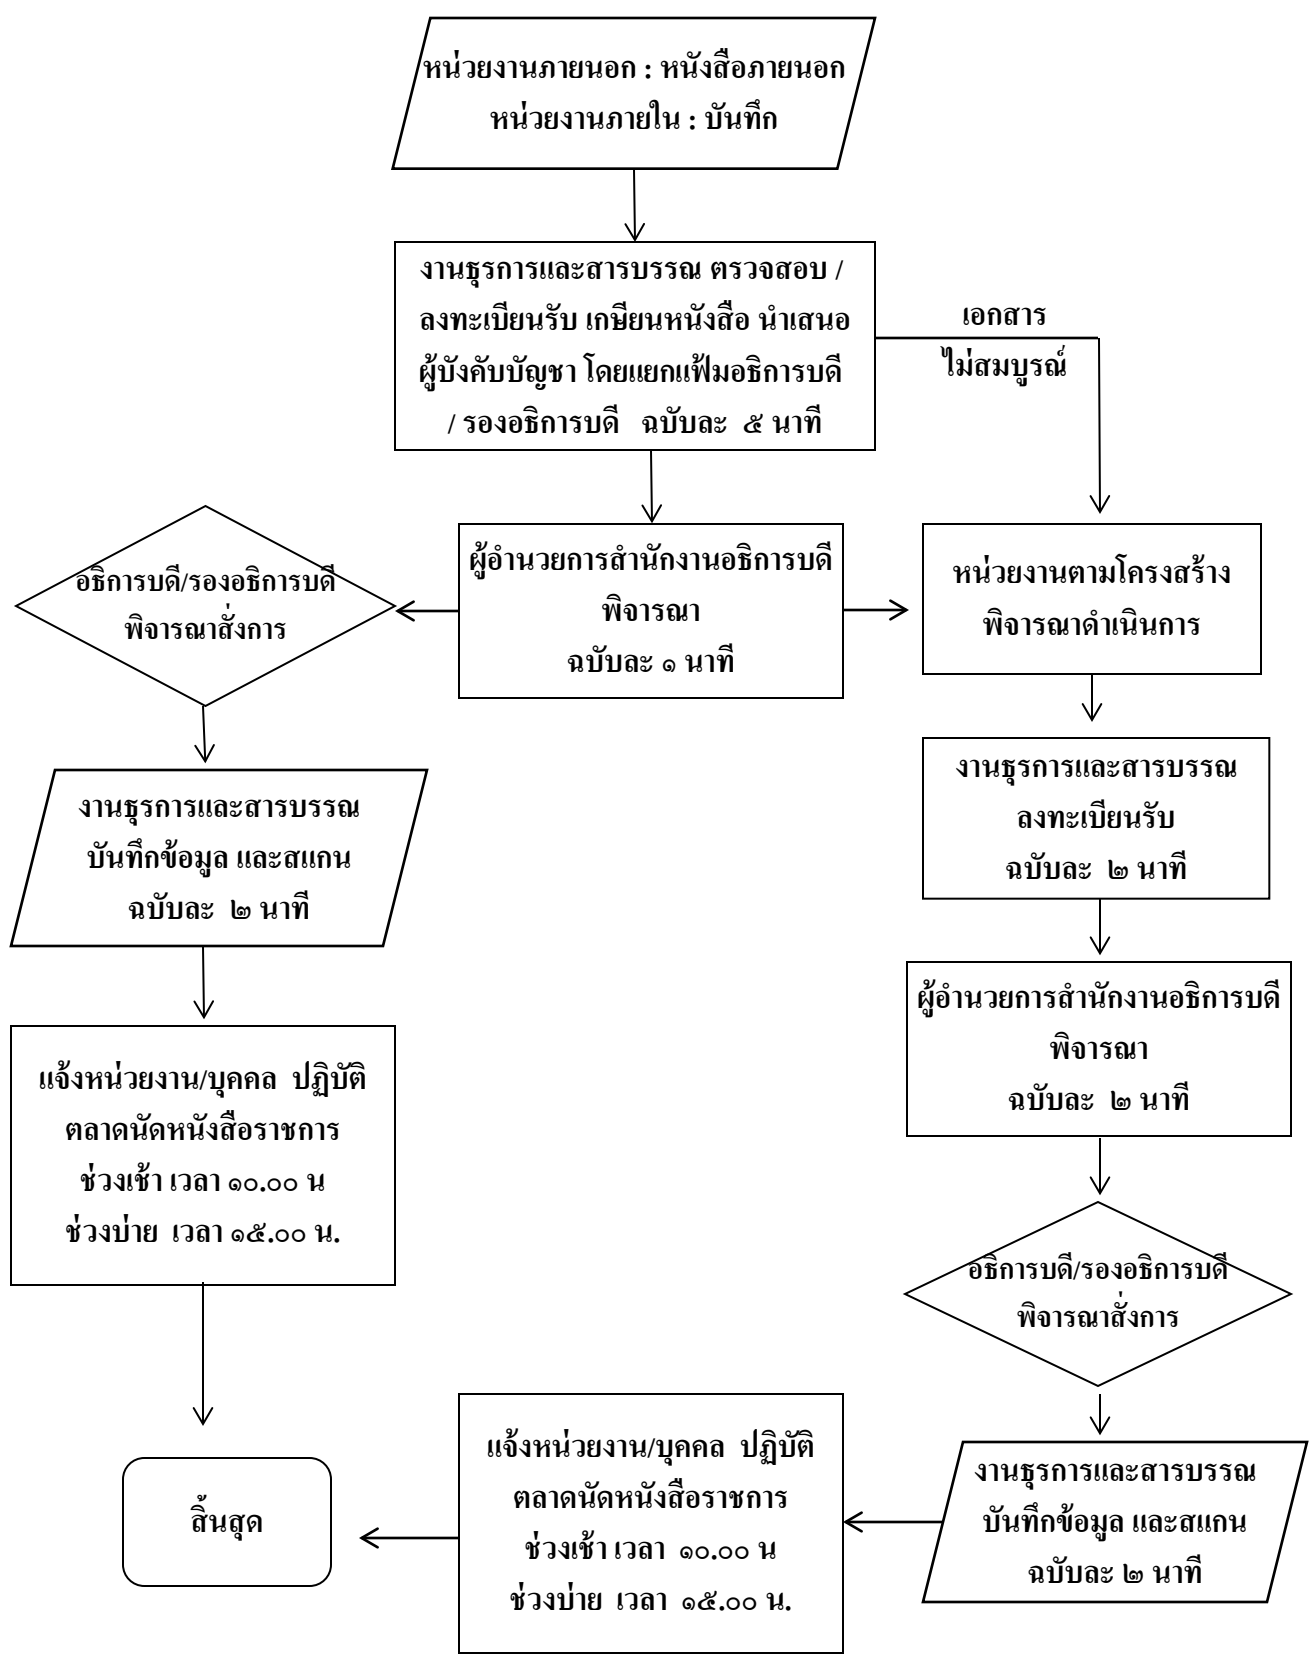 หน่วยงานภายนอก : หนังสือภายนอก
หน่วยงานภายใน : บันทึก
งานธุรการและสารบรรณ ตรวจสอบ /
ลงทะเบียนรับ เกษียนหนังสือ นำเสนอ
ผู้บังคับบัญชา โดยแยกแฟ้มอธิการบดี
/ รองอธิการบดี ฉบับละ ๕ นาที
เอกสาร
ไม่สมบูรณ์
อธิการบดี/รองอธิการบดี
พิจารณาสั่งการ
ผู้อำนวยการสำนักงานอธิการบดี
พิจารณา
ฉบับละ ๑ นาที
หน่วยงานตามโครงสร้าง
พิจารณาดำเนินการ
งานธุรการและสารบรรณ
บันทึกข้อมูล และสแกน
ฉบับละ ๒ นาที
งานธุรการและสารบรรณ
ลงทะเบียนรับ
ฉบับละ ๒ นาที
แจ้งหน่วยงาน/บุคคล ปฏิบัติ
ตลาดนัดหนังสือราชการ
ช่วงเช้า เวลา ๑๐.๐๐ น
ช่วงบ่าย เวลา ๑๕.๐๐ น.
ผู้อำนวยการสำนักงานอธิการบดี
พิจารณา
ฉบับละ ๒ นาที
อธิการบดี/รองอธิการบดี
พิจารณาสั่งการ
สิ้นสุด
แจ้งหน่วยงาน/บุคคล ปฏิบัติ
ตลาดนัดหนังสือราชการ
ช่วงเช้า เวลา ๑๐.๐๐ น
ช่วงบ่าย เวลา ๑๕.๐๐ น.
งานธุรการและสารบรรณ
บันทึกข้อมูล และสแกน
ฉบับละ ๒ นาที